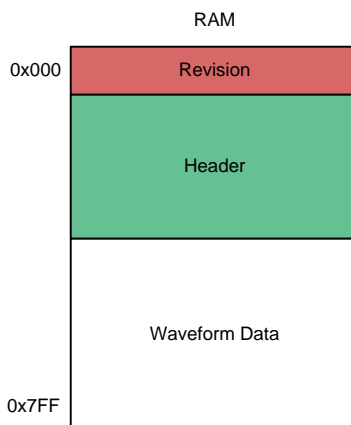 RAM
0x000
Revision
Header
Waveform Data
0x7FF